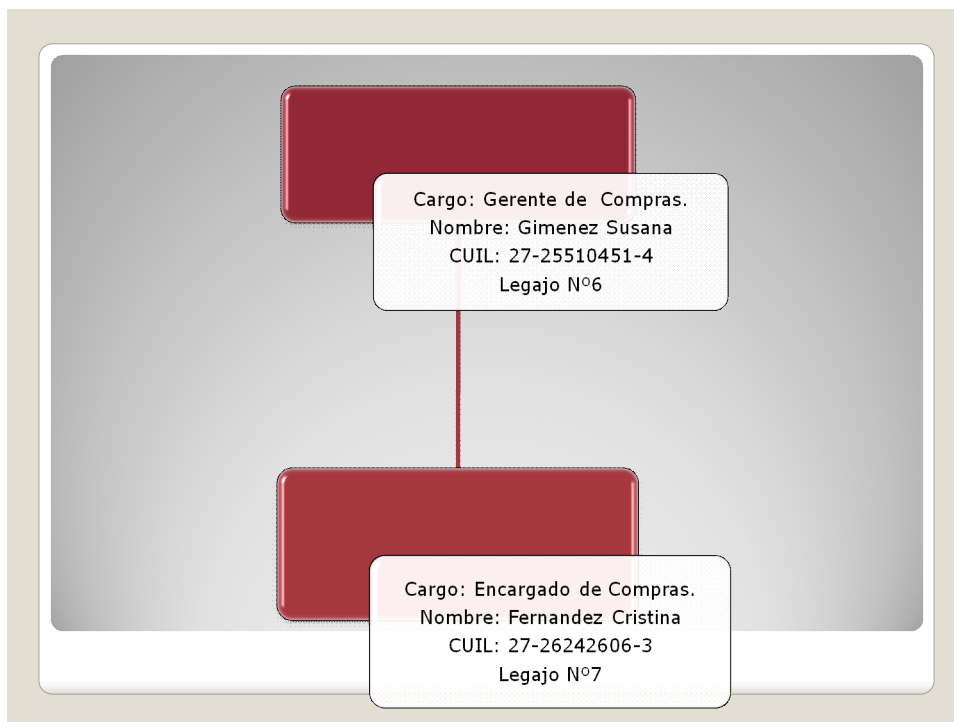 Cargo: Gerente de Compras.
Nombre: Gimenez Susana
CUIL: 27-25510451-4
Legajo Nº6
Cargo: Encargado de Compras.
Nombre: Fernandez Cristina
CUIL: 27-26242606-3
Legajo Nº7